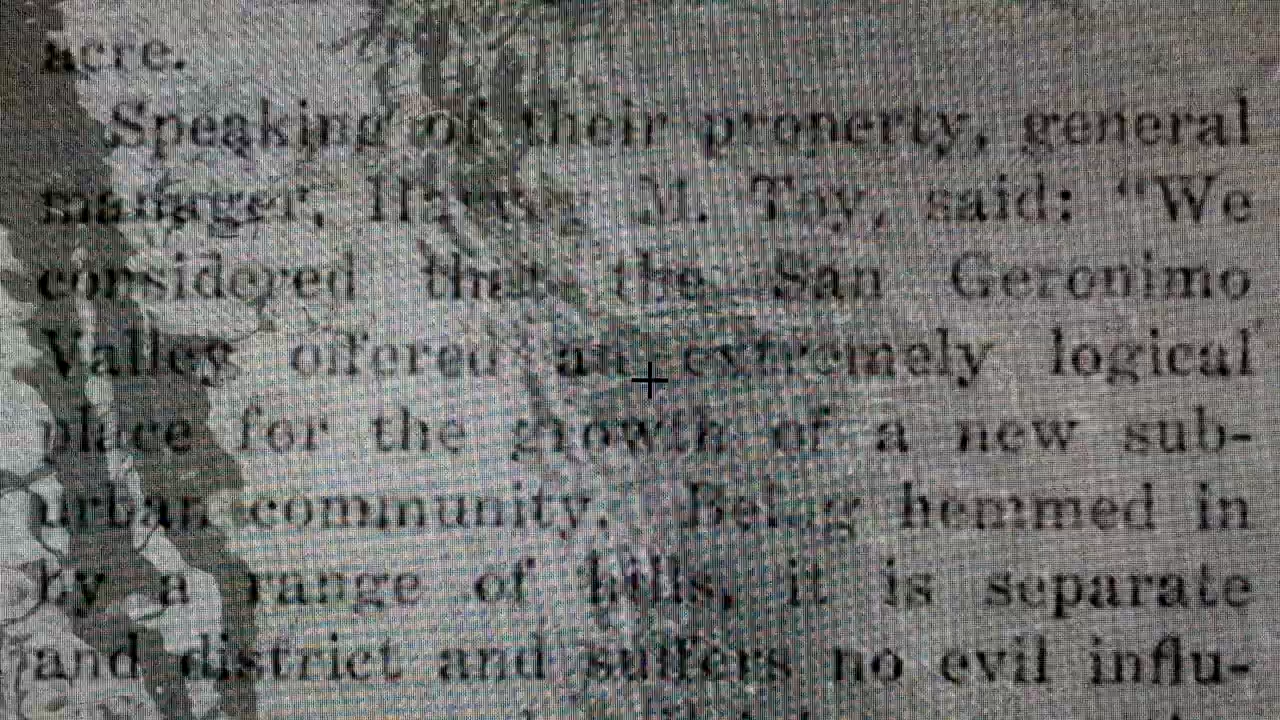 acre.
Speaking of their property, general
manager, Harry M. Toy, said: "We
considered that the San Geronimo
Valley offered an extremely logical
place for the growth of a new sub-
urban community. Being hemmed in
by a range of hills, it is separate
and district and suffers no evil influ-